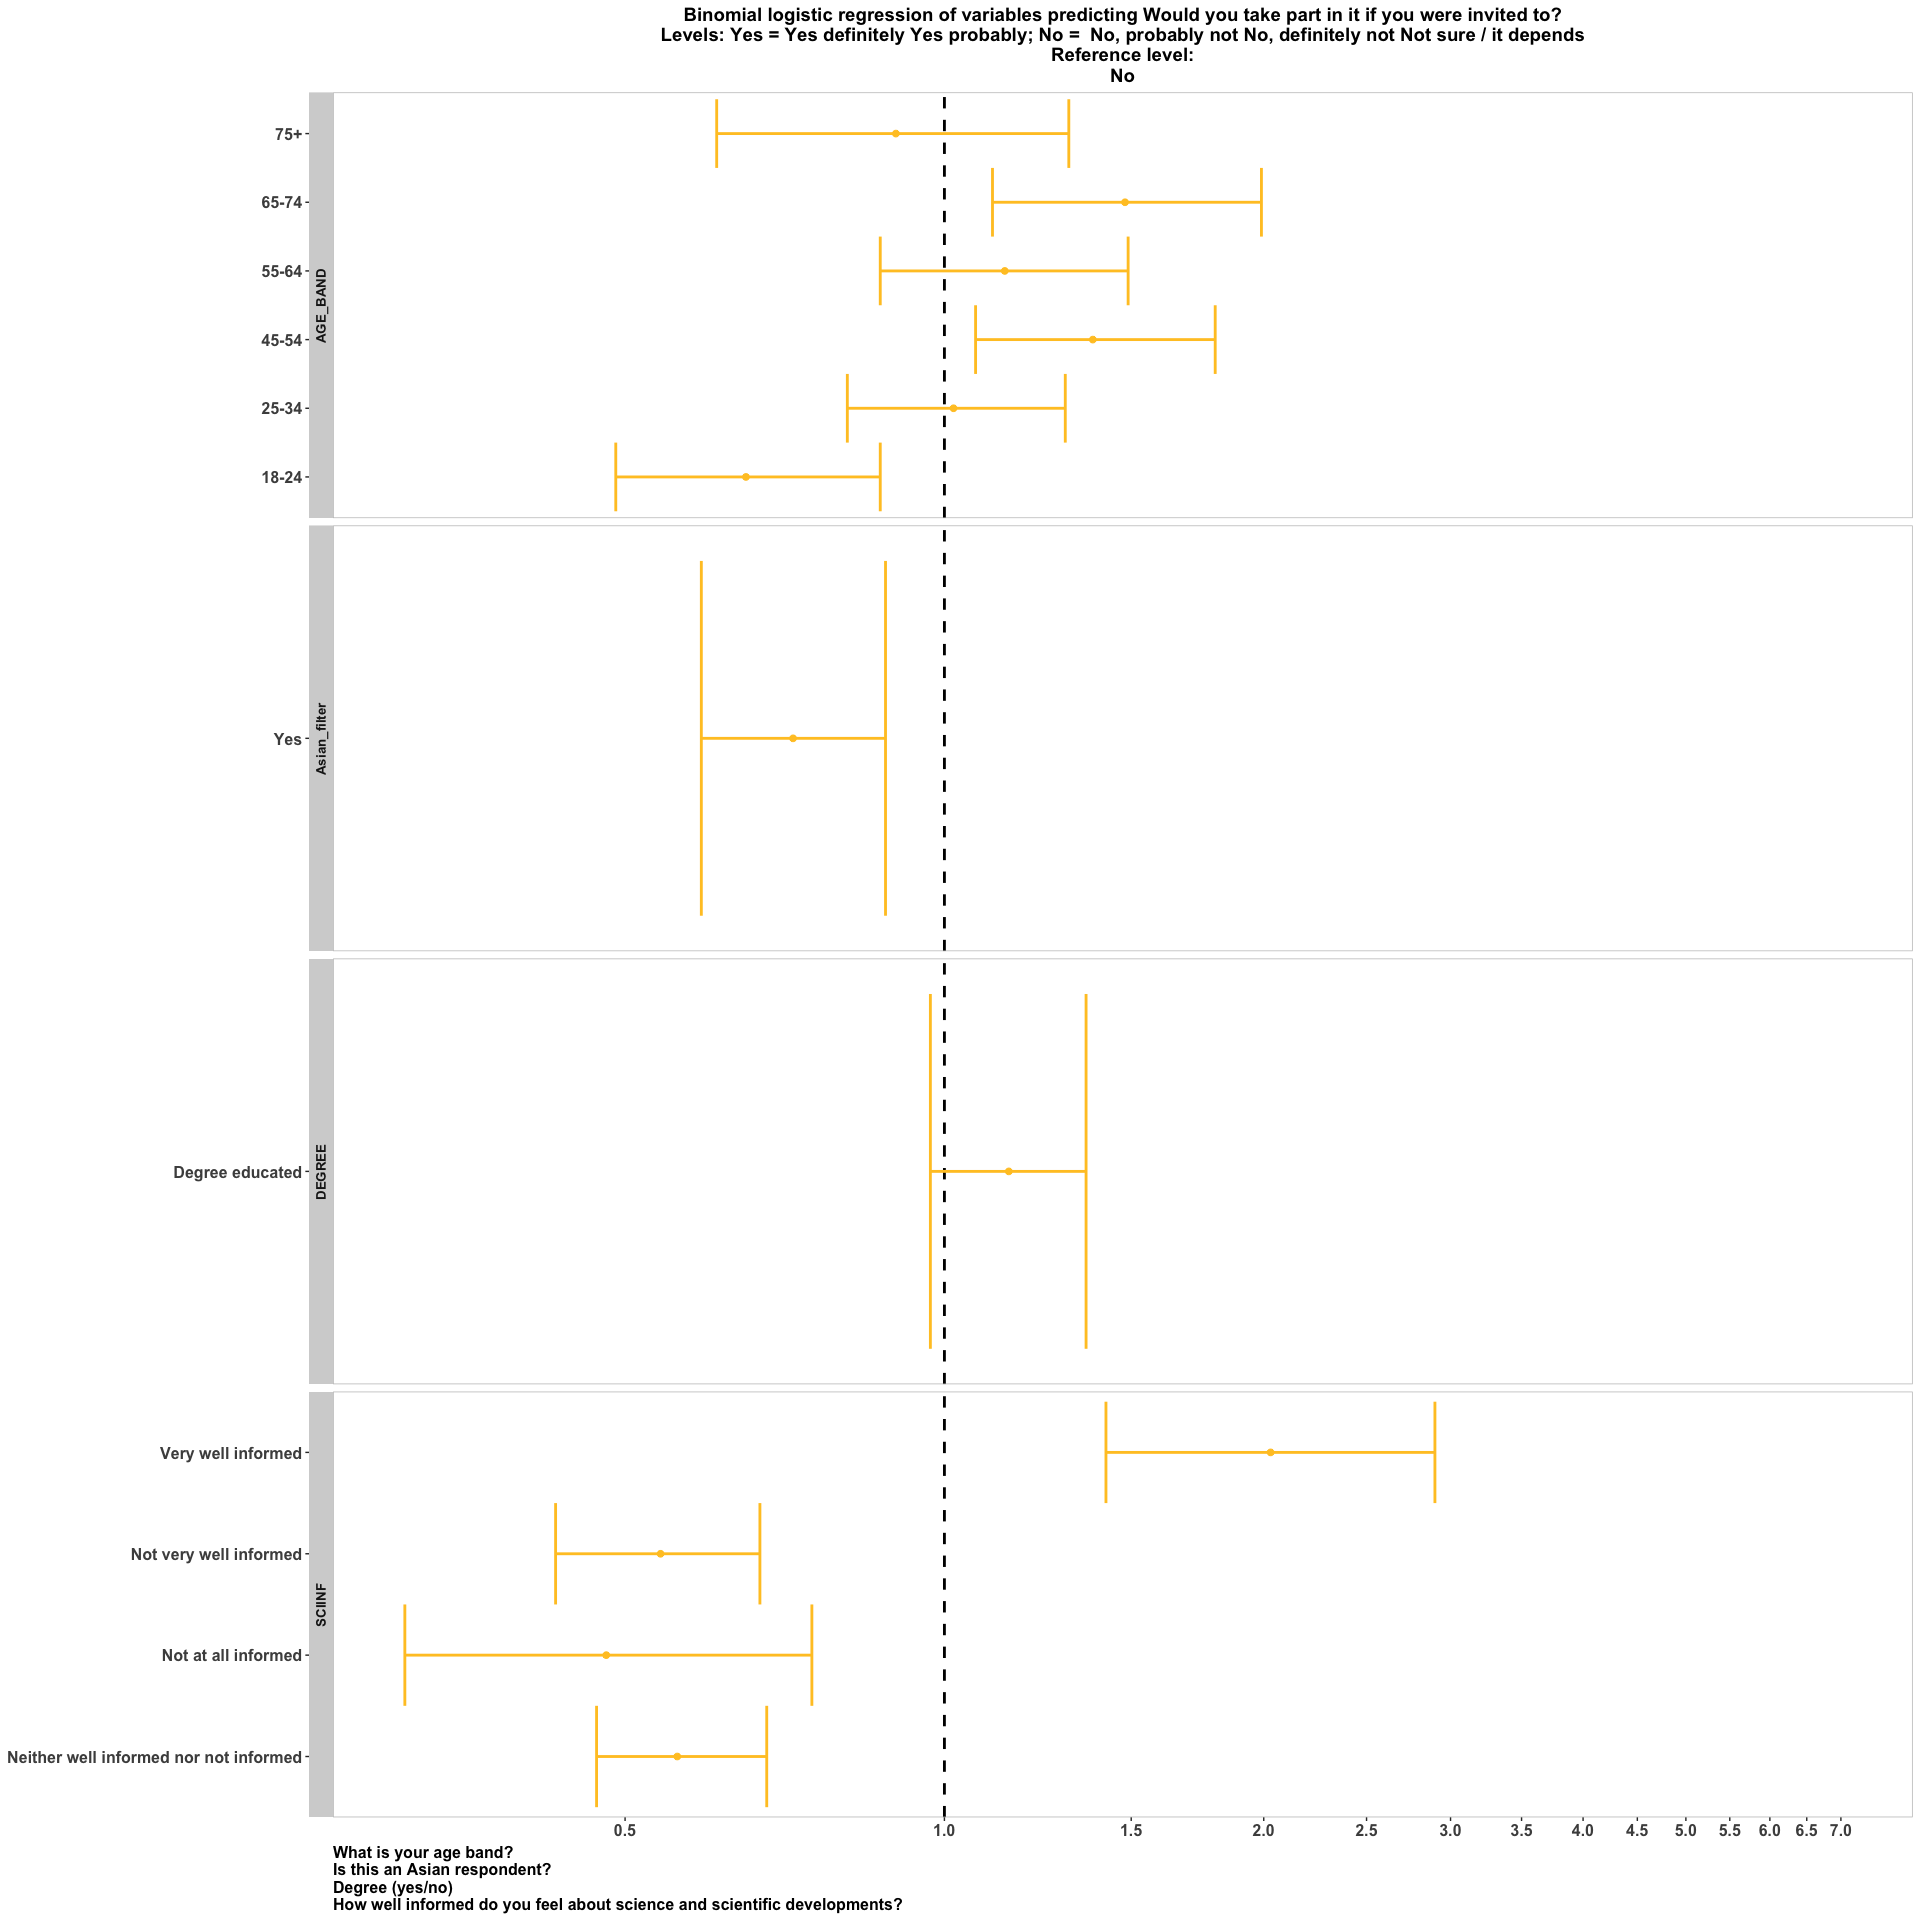 Binomial logistic regression of variables predicting Would you take part in it if you were invited to?
Levels: Yes = Yes definitely Yes probably; No =  No, probably not No, definitely not Not sure / it depends
Reference level:
No
AGE_BAND
75+
65-74
55-64
45-54
25-34
18-24
Asian_filter
Yes
DEGREE
Degree educated
SCIINF
Very well informed
Not very well informed
Not at all informed
Neither well informed nor not informed
0.5 1.0 1.5 2.0 2.5 3.0 3.5 4.0 4.5 5.0 5.5 6.0 6.5 7.0
What is your age band?
Is this an Asian respondent?
Degree (yes/no)
How well informed do you feel about science and scientific developments?